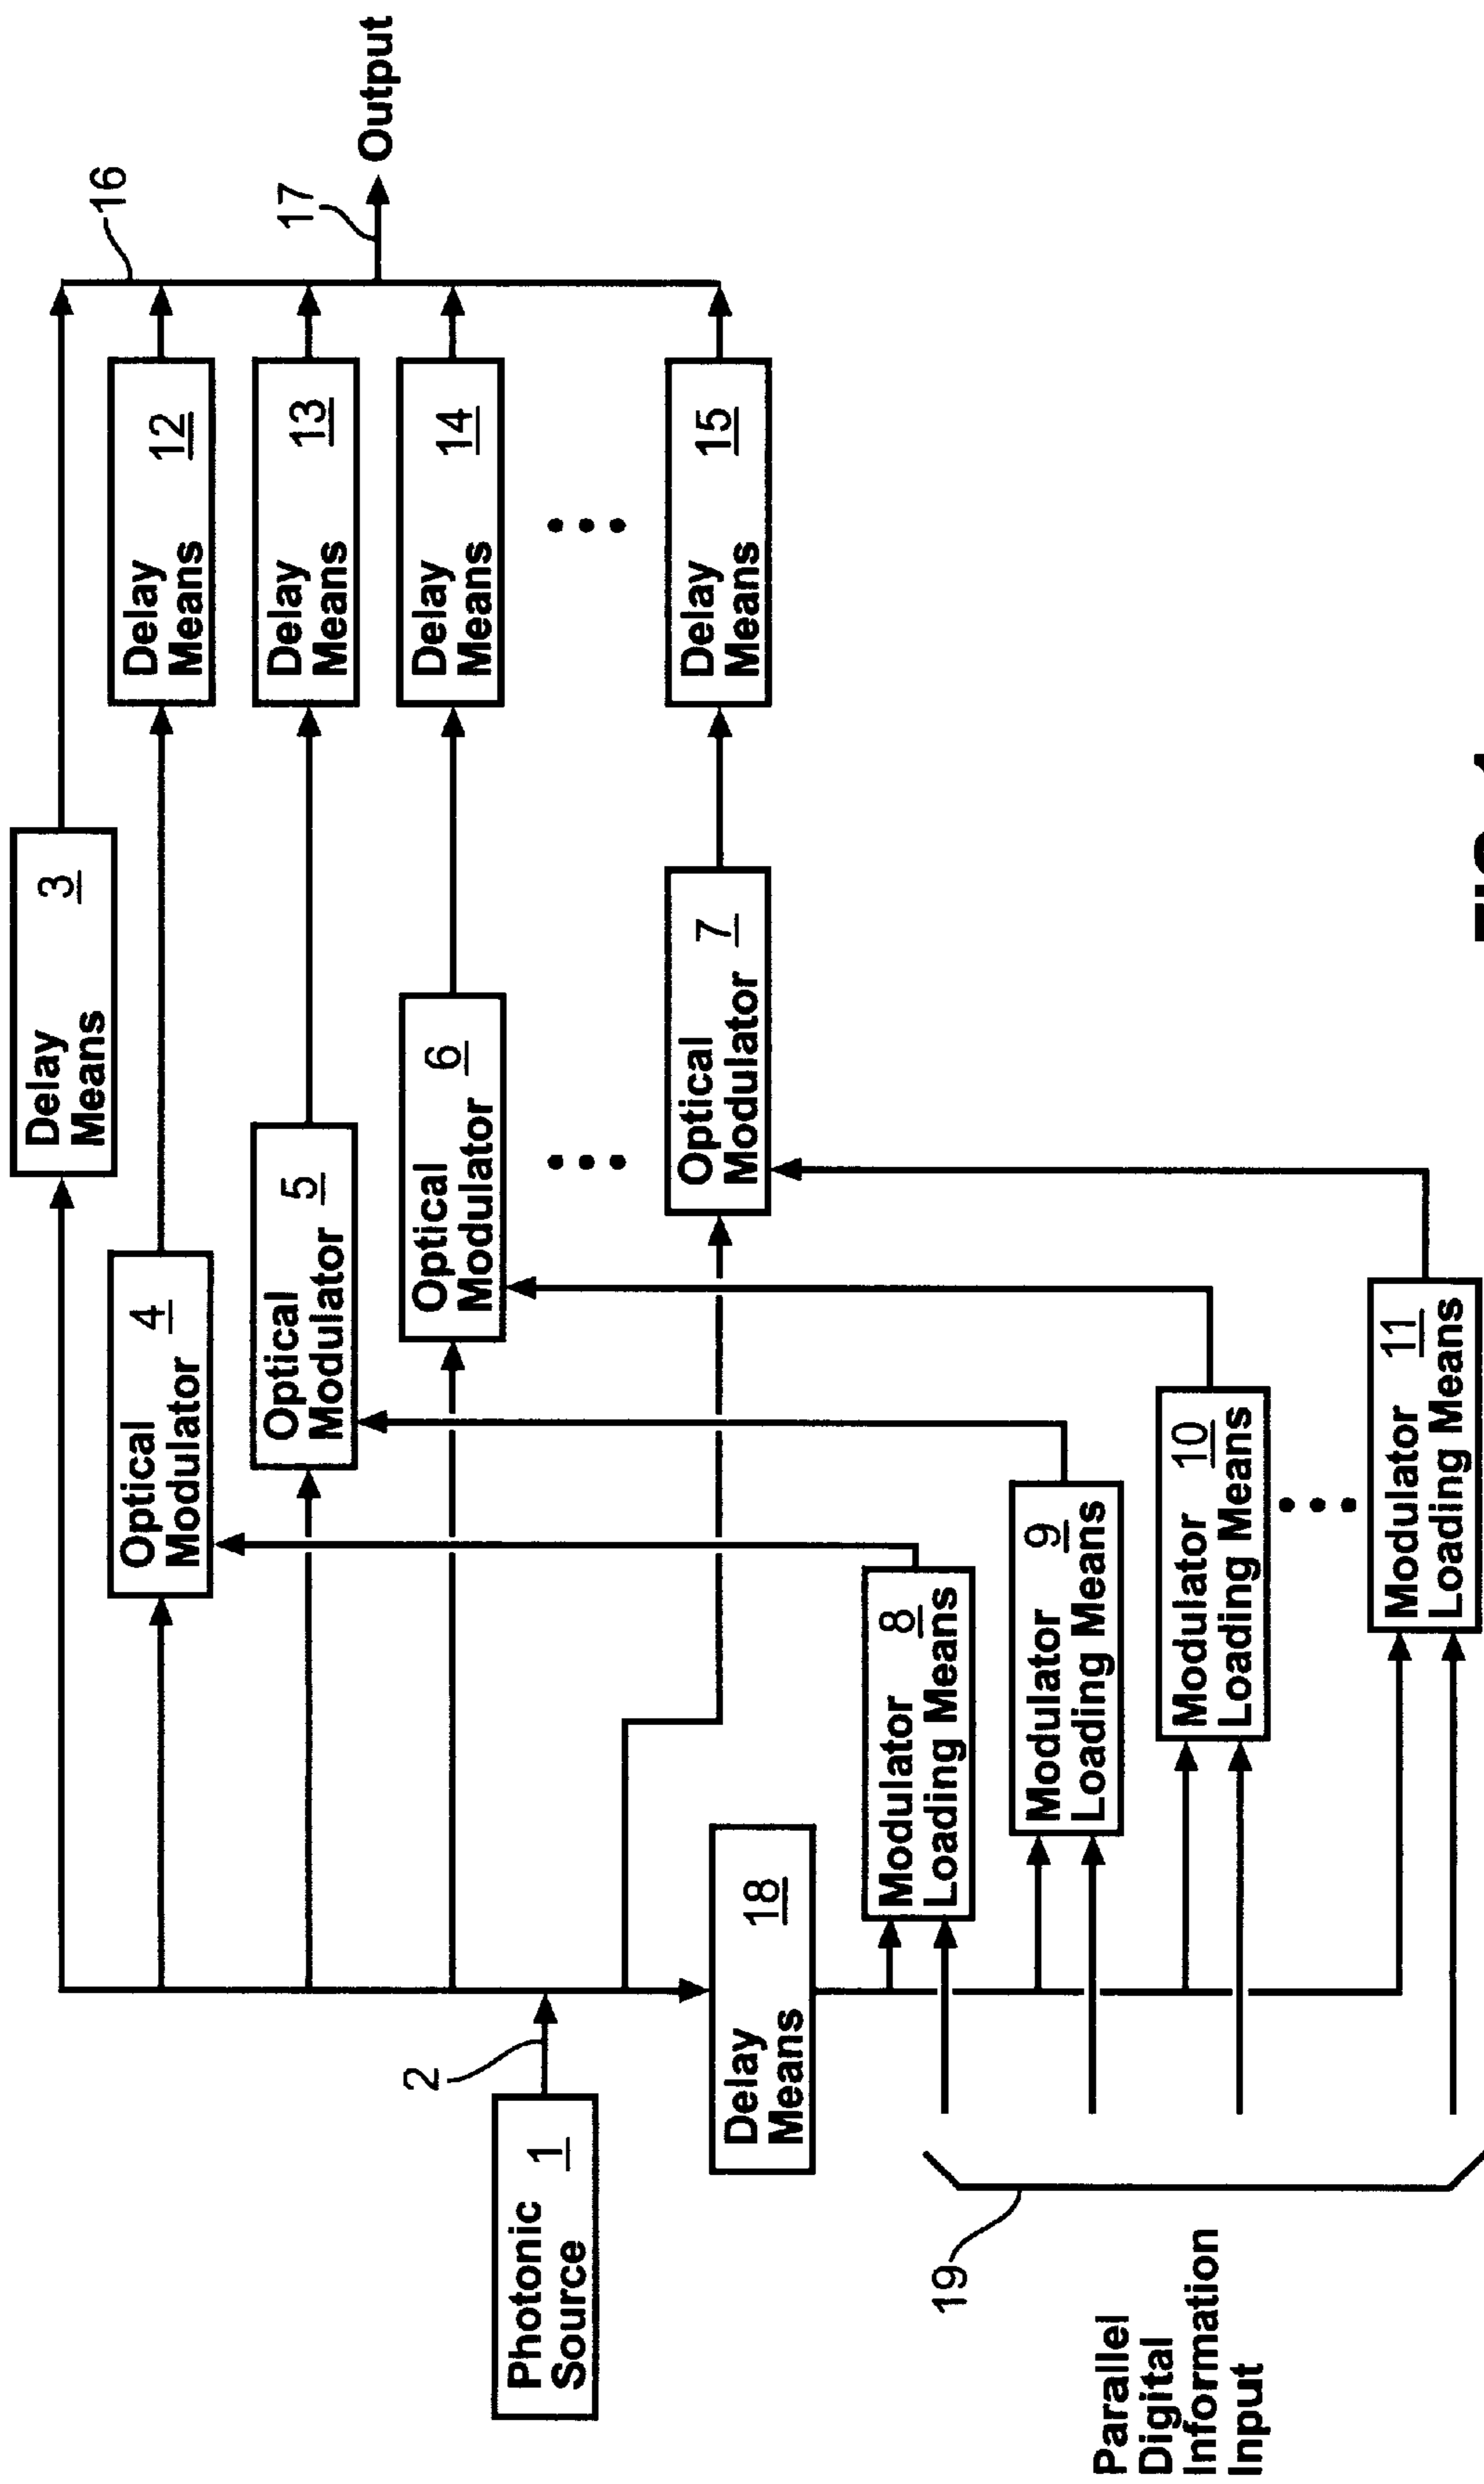 Delay
Means 3
Optical
Modulator 4
Delay
Means 12
16
Optical
Modulator 5
Delay
Means 13
17
Output
Optical
Modulator 6
Delay
Means 14
2
Photonic
Source 1
Optical
Modulator 7
Delay
Means 15
Delay
Means 18
Modulator 8
Loading Means
Modulator 9
Loading Means
Modulator 10
Loading Means
Modulator 11
Loading Means
19
Parallel
Digital
Information
Input